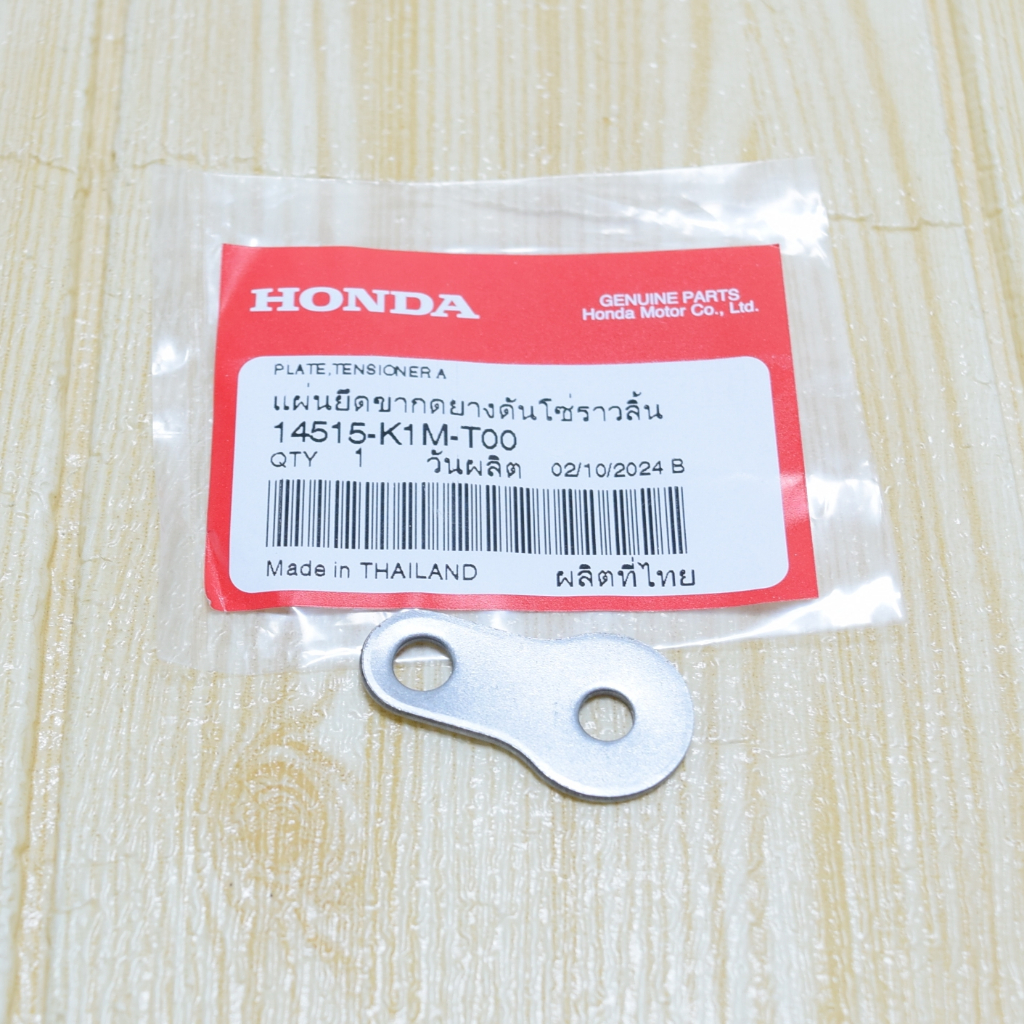 HONDA
GENUINE PARTS
Honda Motor Co., Ltd.
PLATE,TENSIONER A
แผ่นยึดขากดยางดันโซ่ราวลิ้น
14515-K1M-T00
QTY 1 วันผลิต 02/10/2024 B
Made in THAILAND ผลิตที่ไทย